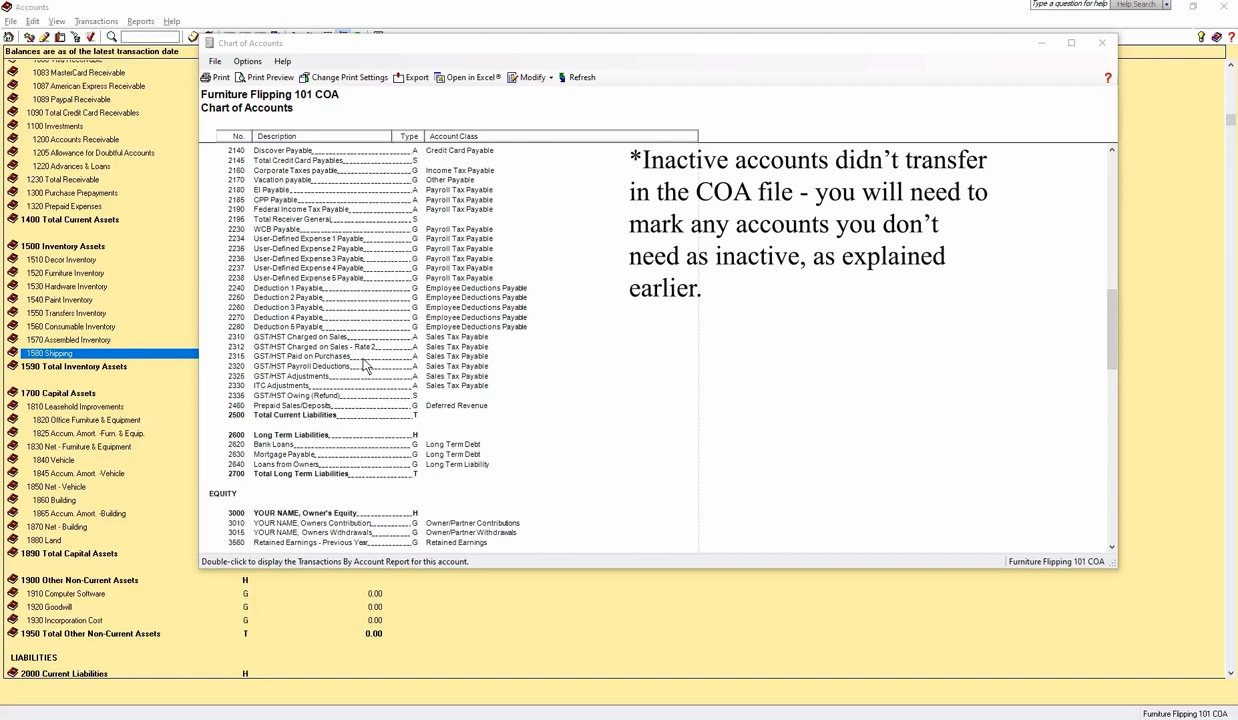 Accounts
Type a question for help Help Search
File Edit View Transactions Reports Help
Balances are as of the latest transaction date
1083 MasterCard Receivable
1087 American Express Receivable
1089 Paypal Receivable
1090 Total Credit Card Receivables
1100 Investments
1200 Accounts Receivable
1205 Allowance for Doubtful Accounts
1220 Advances & Loans
1230 Total Receivable
1300 Purchase Prepayments
1320 Prepaid Expenses
1400 Total Current Assets
1500 Inventory Assets
1510 Decor Inventory
1520 Furniture Inventory
1530 Hardware Inventory
1540 Paint Inventory
1550 Transfers Inventory
1560 Consumable Inventory
1570 Assembled Inventory
1580 Shipping
1590 Total Inventory Assets
1700 Capital Assets
1810 Leasehold Improvements
1820 Office Furniture & Equipment
1825 Accum. Amort. -Furn. & Equip.
1830 Net - Furniture & Equipment
1840 Vehicle
1845 Accum. Amort. -Vehicle
1850 Net - Vehicle
1860 Building
1865 Accum. Amort. -Building
1870 Net - Building
1880 Land
1890 Total Capital Assets
1900 Other Non-Current Assets H
1910 Computer Software G 0.00
1920 Goodwill G 0.00
1930 Incorporation Cost G 0.00
1950 Total Other Non-Current Assets T 0.00
LIABILITIES
2000 Current Liabilities H
Chart of Accounts
File Options Help
Print Print Preview Change Print Settings Export Open in Excel® Modify Refresh
Furniture Flipping 101 COA
Chart of Accounts
No. Description Type Account Class
2140 Discover Payable A Credit Card Payable
2145 Total Credit Card Payables S
2160 Corporate Taxes payable G Income Tax Payable
2170 Vacation payable G Other Payable
2180 EI Payable A Payroll Tax Payable
2185 CPP Payable A Payroll Tax Payable
2190 Federal Income Tax Payable A Payroll Tax Payable
2195 Total Receiver General S
2230 WCB Payable G Payroll Tax Payable
2234 User-Defined Expense 1 Payable G Payroll Tax Payable
2235 User-Defined Expense 2 Payable G Payroll Tax Payable
2236 User-Defined Expense 3 Payable G Payroll Tax Payable
2237 User-Defined Expense 4 Payable G Payroll Tax Payable
2238 User-Defined Expense 5 Payable G Payroll Tax Payable
2240 Deduction 1 Payable G Employee Deductions Payable
2250 Deduction 2 Payable G Employee Deductions Payable
2260 Deduction 3 Payable G Employee Deductions Payable
2270 Deduction 4 Payable G Employee Deductions Payable
2280 Deduction 5 Payable G Employee Deductions Payable
2310 GST/HST Charged on Sales A Sales Tax Payable
2312 GST/HST Charged on Sales - Rate 2 A Sales Tax Payable
2315 GST/HST Paid on Purchases A Sales Tax Payable
2320 GST/HST Payroll Deductions A Sales Tax Payable
2325 GST/HST Adjustments A Sales Tax Payable
2330 ITC Adjustments A Sales Tax Payable
2335 GST/HST Owing (Refund) S
2460 Prepaid Sales/Deposits G Deferred Revenue
2500 Total Current Liabilities T
2600 Long Term Liabilities H
2620 Bank Loans G Long Term Debt
2630 Mortgage Payable G Long Term Debt
2640 Loans from Owners G Long Term Liability
2700 Total Long Term Liabilities T
EQUITY
3000 YOUR NAME, Owner's Equity H
3010 YOUR NAME, Owners Contribution G Owner/Partner Contributions
3015 YOUR NAME, Owners Withdrawals G Owner/Partner Withdrawals
3560 Retained Earnings - Previous Year G Retained Earnings
*Inactive accounts didn't transfer
in the COA file - you will need to
mark any accounts you don't
need as inactive, as explained
earlier.
Double-click to display the Transactions By Account Report for this account. Furniture Flipping 101 COA
Furniture Flipping 101 COA